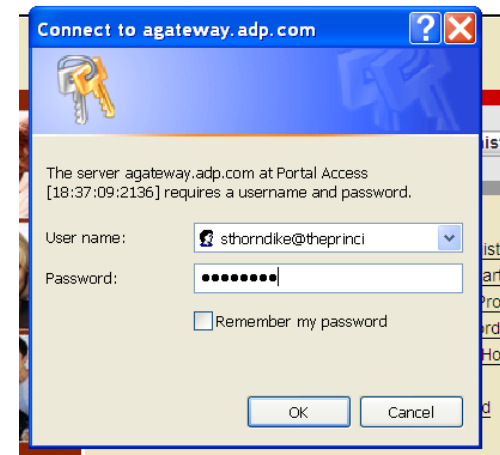 Connect to agateway.adp.com
The server agateway.adp.com at Portal Access
[18:37:09:2136] requires a username and password.
User name:
sthorndike@theprinci
Password:
●●●●●●●●
Remember my password
OK
Cancel